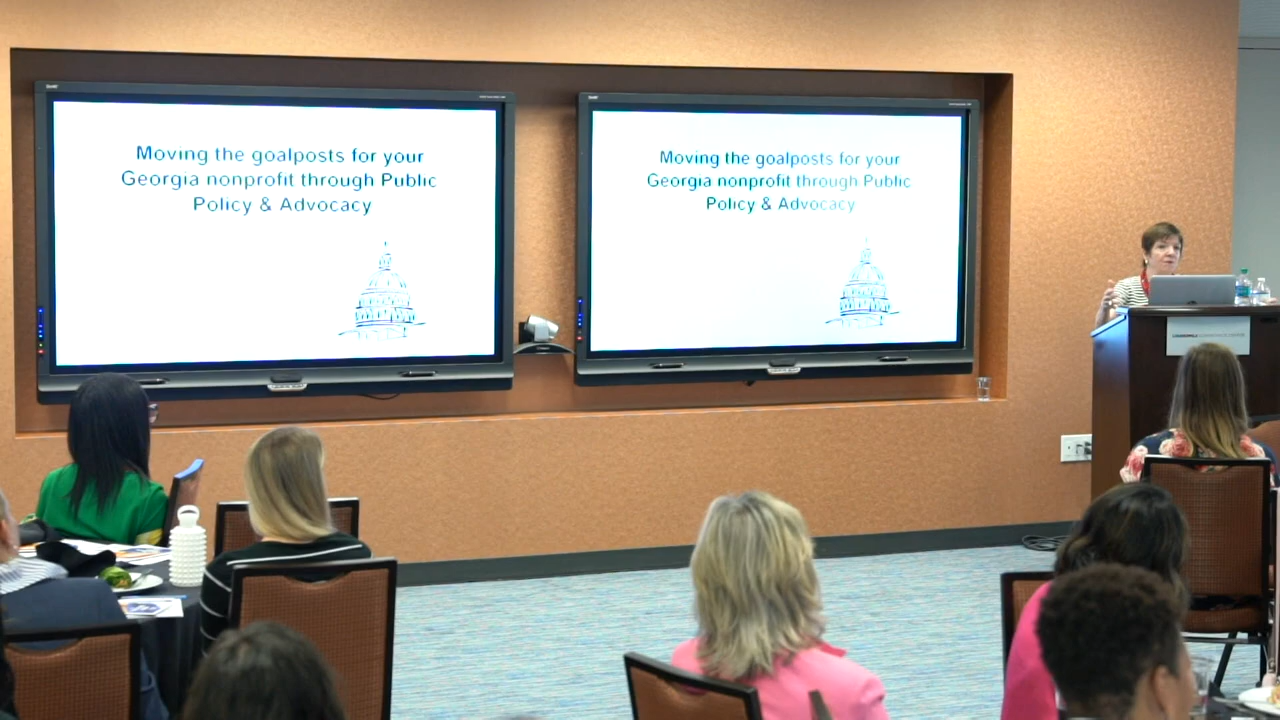 Moving the goalposts for your
Georgia nonprofit through Public
Policy & Advocacy
Moving the goalposts for your
Georgia nonprofit through Public
Policy & Advocacy